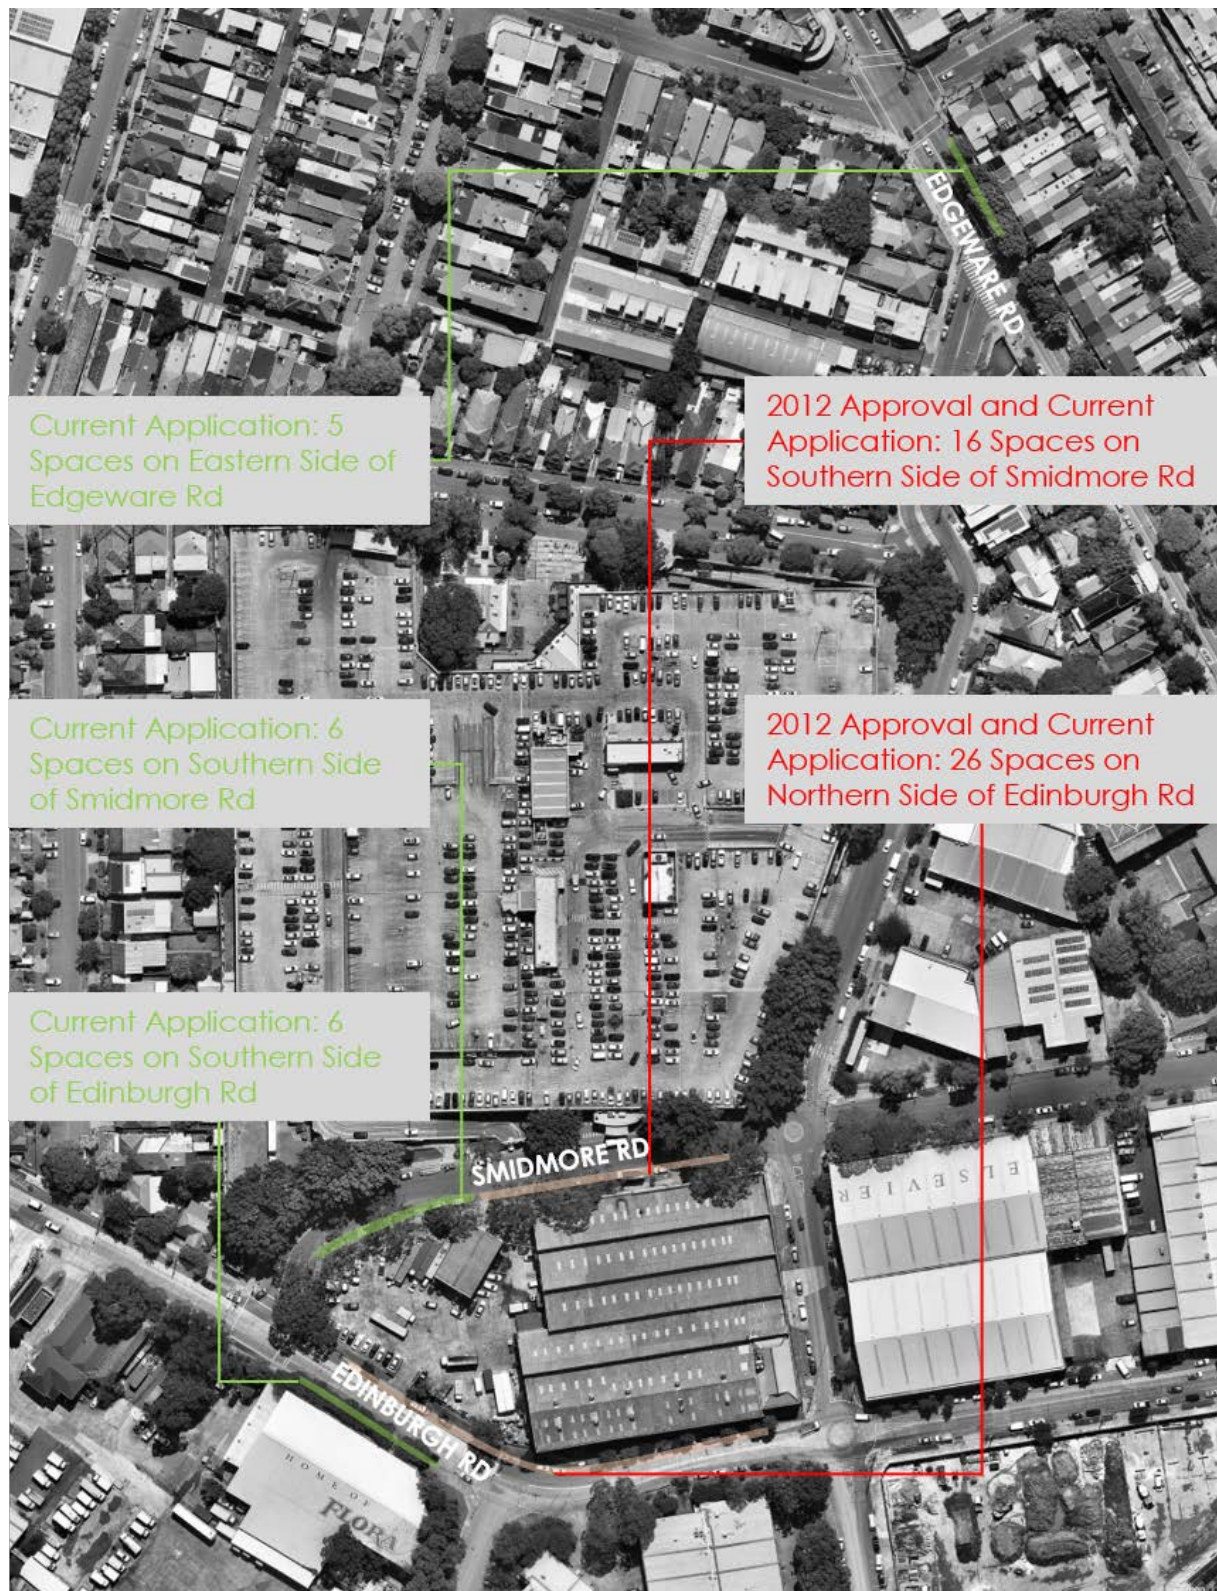 EDGEWARE RD
2012 Approval and Current
Application: 16 Spaces on
Southern Side of Smidmore Rd
Current Application: 5
Spaces on Eastern Side of
Edgeware Rd
Current Application: 6
Spaces on Southern Side
of Smidmore Rd
2012 Approval and Current
Application: 26 Spaces on
Northern Side of Edinburgh Rd
Current Application: 6
Spaces on Southern Side
of Edinburgh Rd
SMIDMORE RD
ELSEVIER
EDINBURGH RD
HOME OF
FLORA